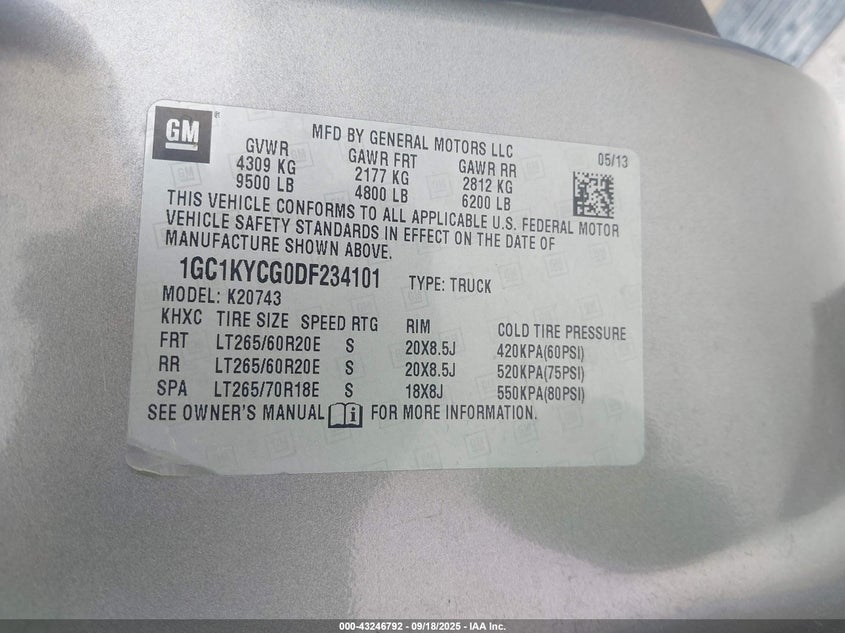 GM
MFD BY GENERAL MOTORS LLC
05/13
GVWR GAWR FRT GAWR RR
4309 KG 2177 KG 2812 KG
9500 LB 4800 LB 6200 LB
THIS VEHICLE CONFORMS TO ALL APPLICABLE U.S. FEDERAL MOTOR
VEHICLE SAFETY STANDARDS IN EFFECT ON THE DATE OF
MANUFACTURE SHOWN ABOVE.
1GC1KYCG0DF234101 TYPE: TRUCK
MODEL: K20743
KHXC TIRE SIZE SPEED RTG RIM COLD TIRE PRESSURE
FRT LT265/60R20E S 20X8.5J 420KPA(60PSI)
RR LT265/60R20E S 20X8.5J 520KPA(75PSI)
SPA LT265/70R18E S 18X8J 550KPA(80PSI)
SEE OWNER'S MANUAL i FOR MORE INFORMATION.
000-43246792 - 09/18/2025 - IAA Inc.